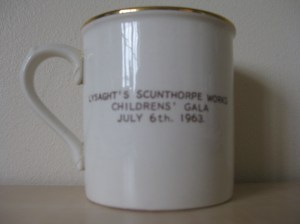 LYSAGHT'S SCUNTHORPE WORKS
CHILDRENS' GALA
JULY 6th. 1963.